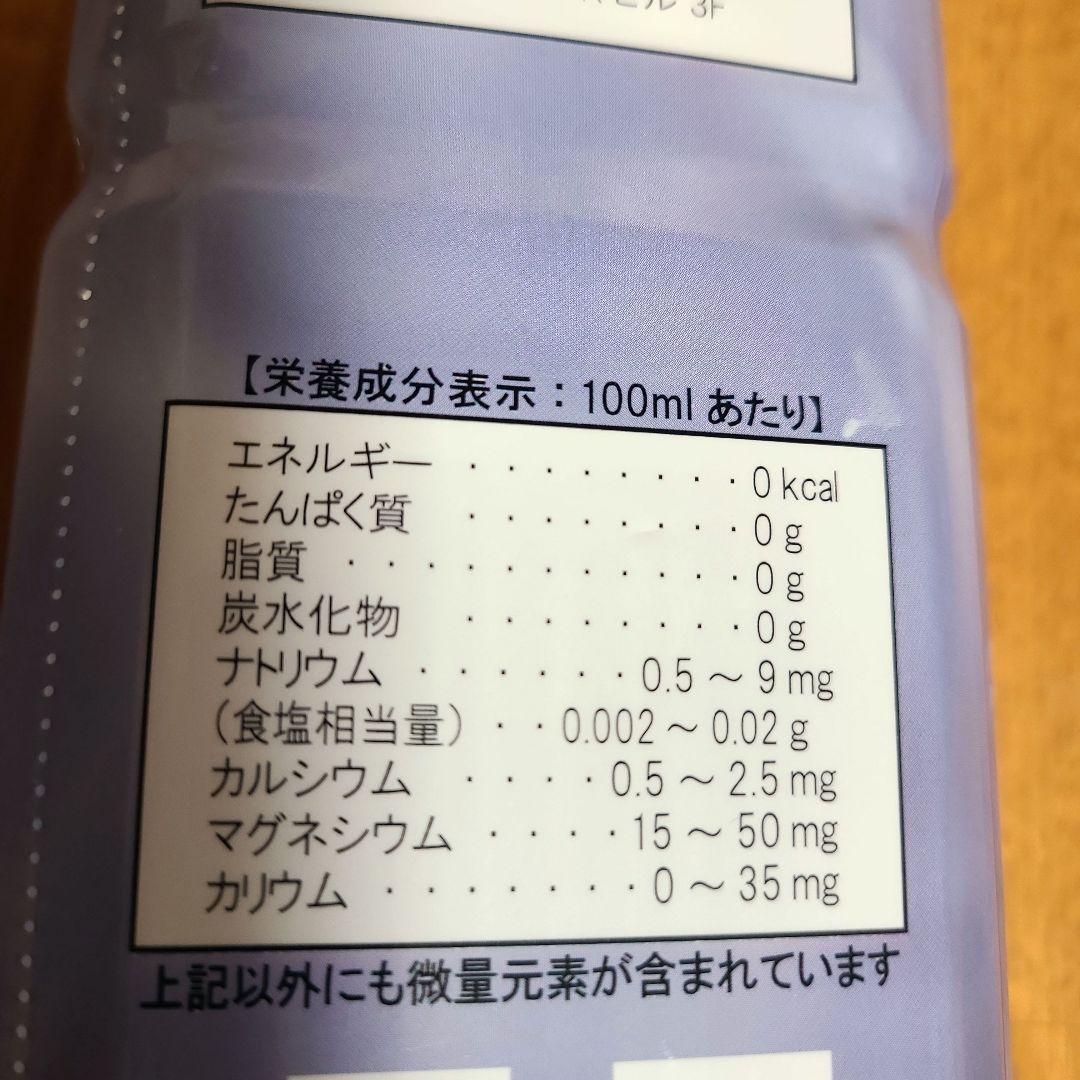 ビル 3F
【栄養成分表示：100ml あたり】
エネルギー ・・・・・・・・0 kcal
たんぱく質 ・・・・・・・・0 g
脂質 ・・・・・・・・・・・・0 g
炭水化物 ・・・・・・・・0 g
ナトリウム ・・・・・・0.5 ～ 9 mg
(食塩相当量) ・・0.002 ～ 0.02 g
カルシウム ・・・・0.5 ～ 2.5 mg
マグネシウム ・・・・15 ～ 50 mg
カリウム ・・・・・・・0 ～ 35 mg
上記以外にも微量元素が含まれています